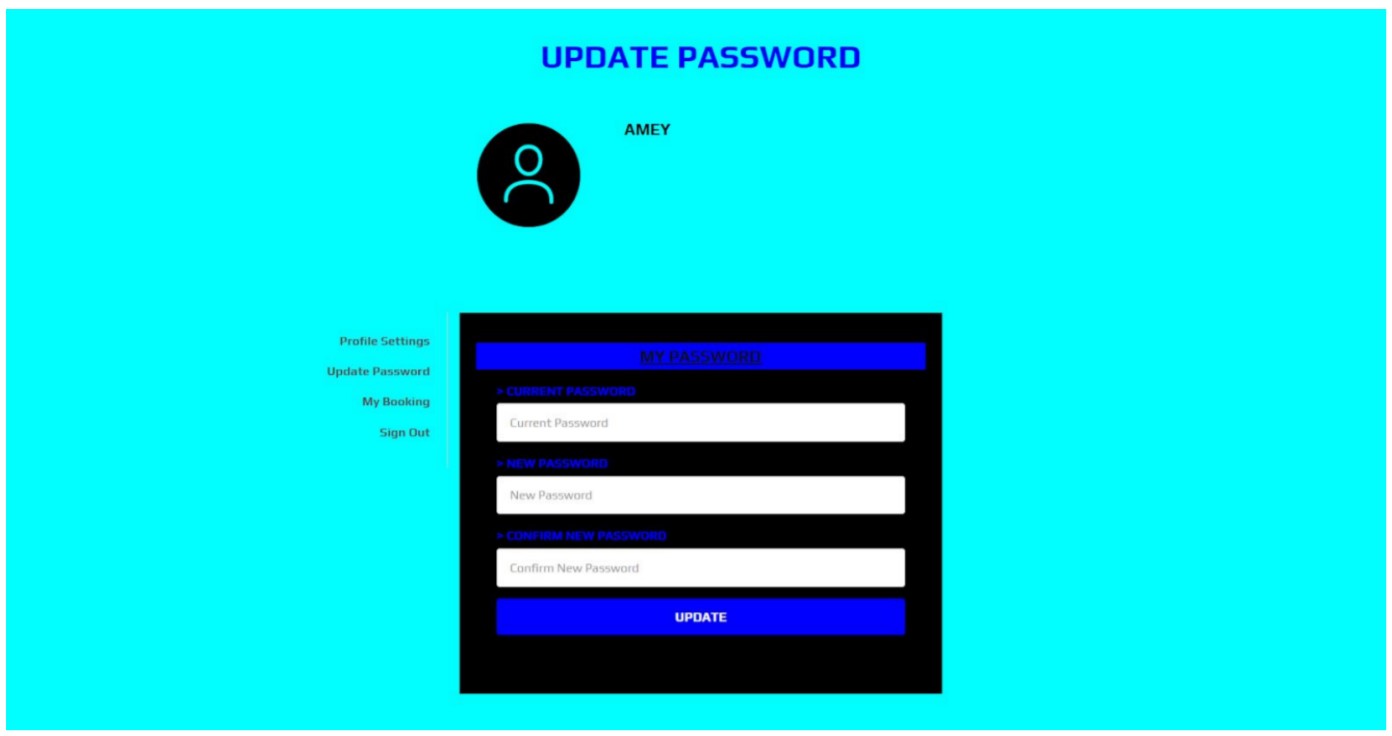 UPDATE PASSWORD
AMEY
Profile Settings
Update Password
My Booking
Sign Out
MY PASSWORD
> CURRENT PASSWORD
Current Password
> NEW PASSWORD
New Password
> CONFIRM NEW PASSWORD
Confirm New Password
UPDATE